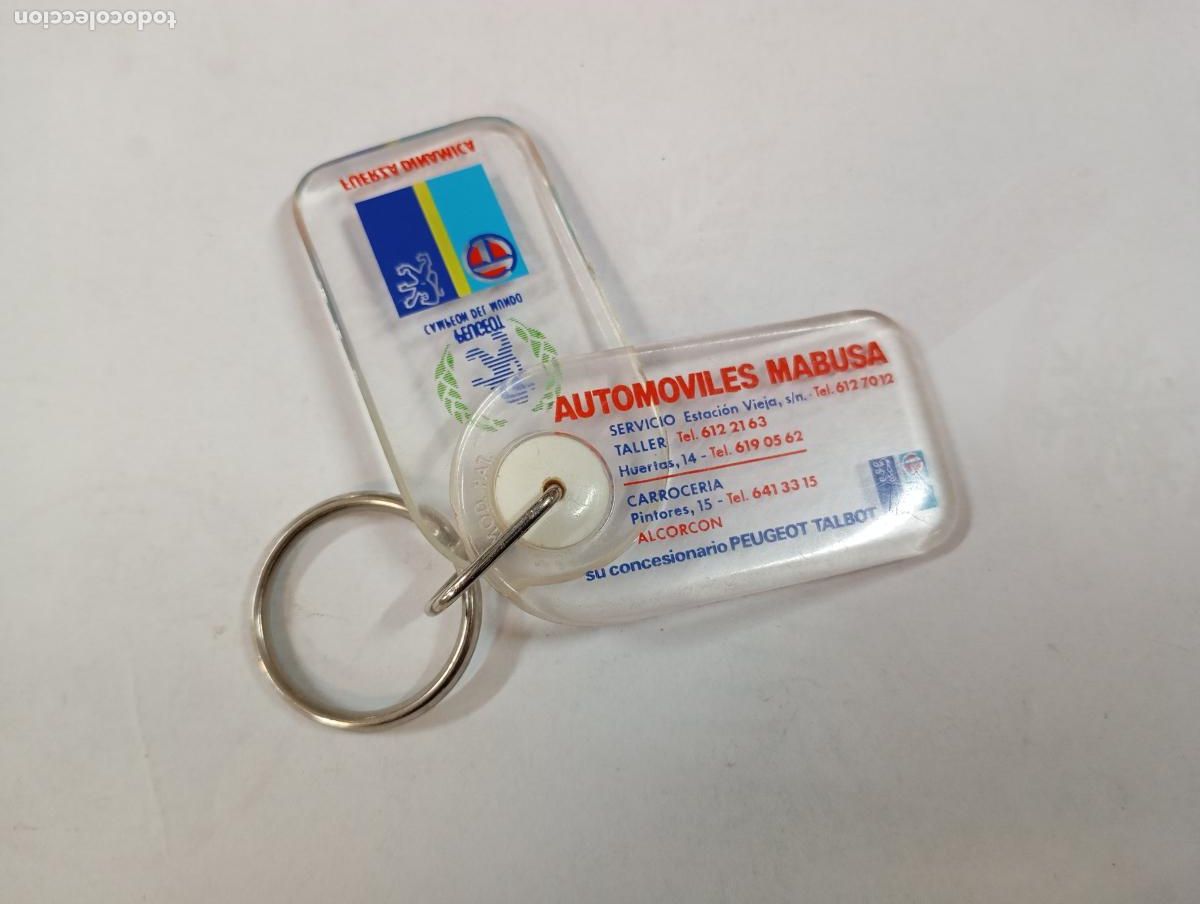 todocoleccion
FUERZA DINAMICA
CAMPEON DEL MUNDO
PEUGEOT
AUTOMOVILES MABUSA
SERVICIO Estación Vieja, s/n. - Tel. 612 70 12
TALLER Tel. 612 21 63
Huertas, 14 - Tel. 619 05 62
CARROCERIA
Pintores, 15 - Tel. 641 33 15
ALCORCON
su concesionario PEUGEOT TALBOT